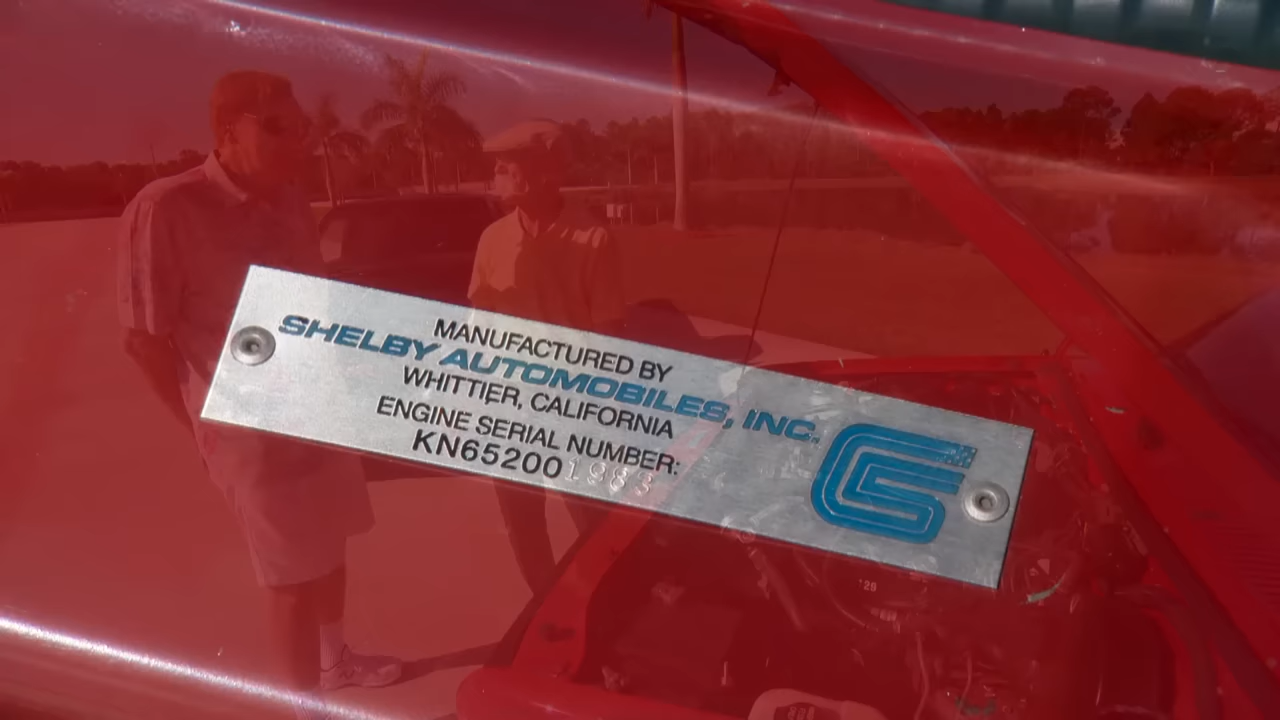 MANUFACTURED BY
SHELBY AUTOMOBILES, INC.
WHITTIER, CALIFORNIA
ENGINE SERIAL NUMBER:
KN652001983